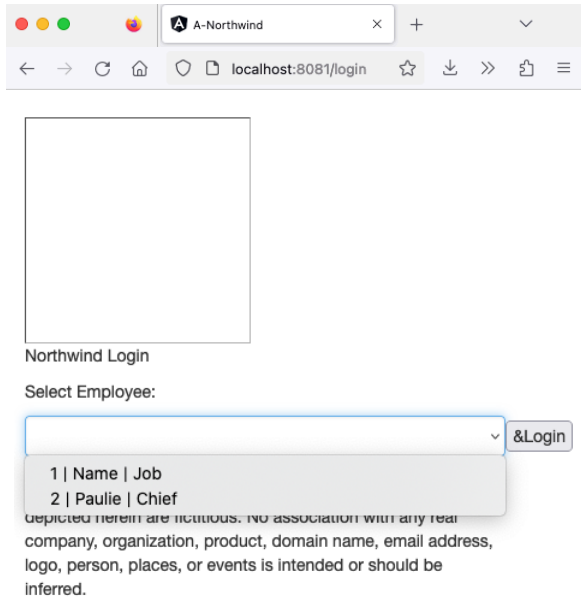 A-Northwind
localhost:8081/login
Northwind Login
Select Employee:
&Login
1 | Name | Job
2 | Paulie | Chief
depicted herein are fictitious. No association with any real
company, organization, product, domain name, email address,
logo, person, places, or events is intended or should be
inferred.